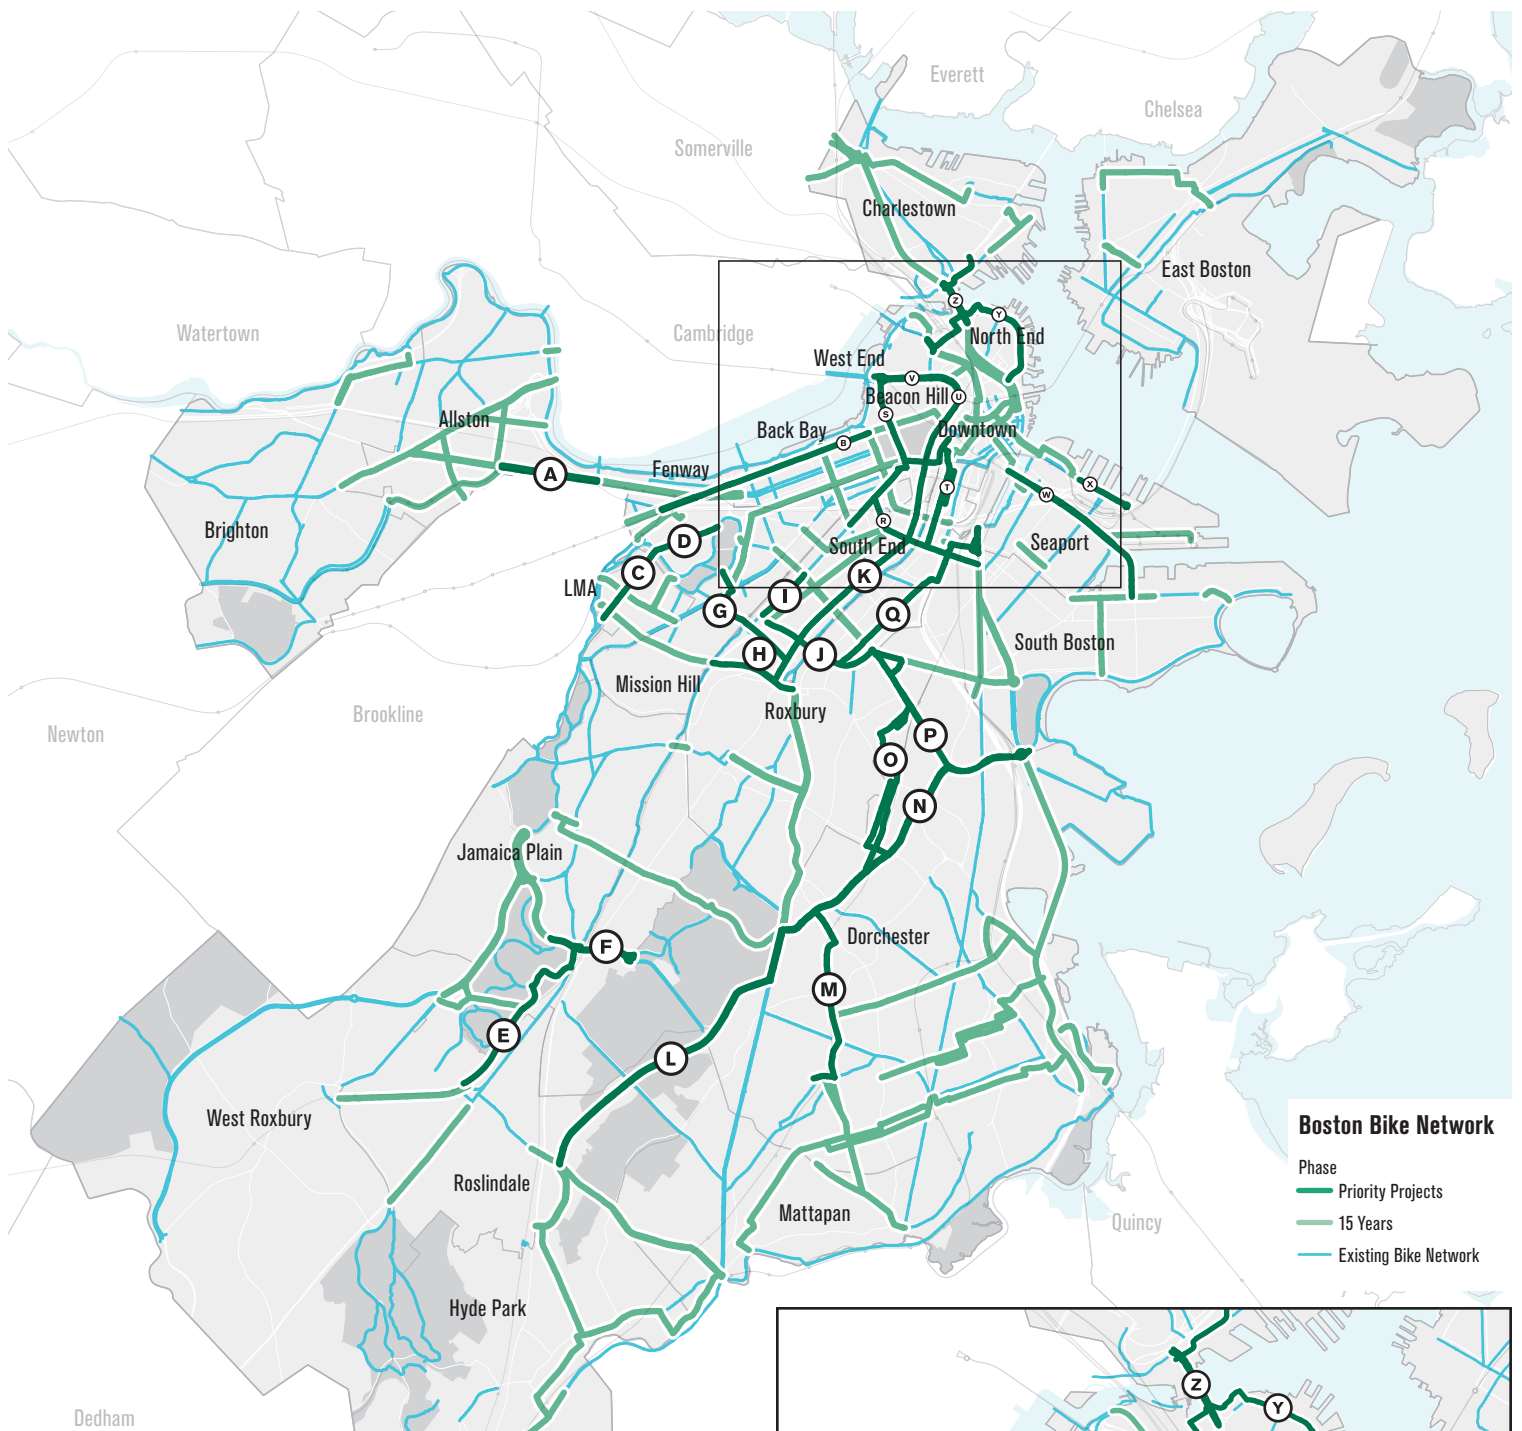 Everett
Chelsea
Somerville
Charlestown
East Boston
Z
Y
Watertown
Cambridge
North End
West End
V
Beacon Hill
U
S
Allston
Back Bay
B
Downtown
Fenway
A
X
T
W
Brighton
R
D
South End
Seaport
C
K
LMA
I
G
Q
South Boston
H
J
Mission Hill
Roxbury
Brookline
Newton
P
O
N
Jamaica Plain
F
Dorchester
M
E
L
West Roxbury
Boston Bike Network
Phase
Priority Projects
15 Years
Existing Bike Network
Roslindale
Mattapan
Quincy
Hyde Park
Z
Y
Dedham